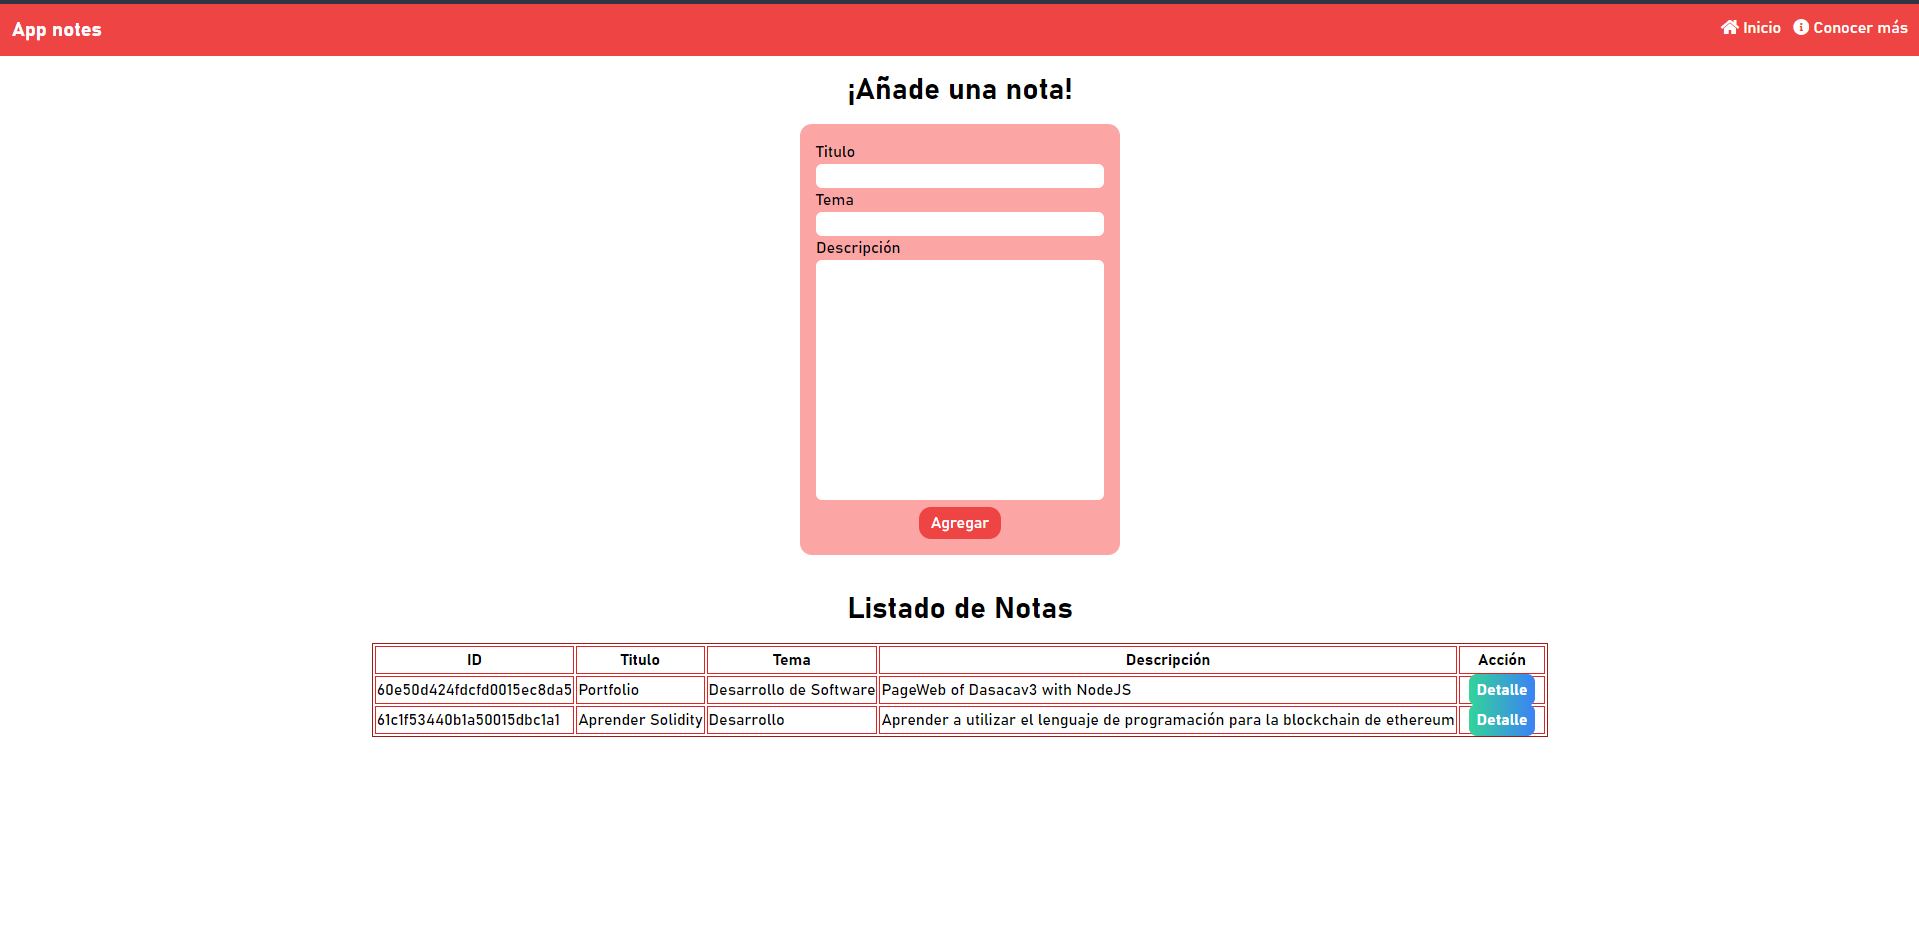 App notes
Inicio Conocer más
¡Añade una nota!
Titulo
Tema
Descripción
Agregar
Listado de Notas
ID Titulo Tema Descripción Acción
60e50d424fdcfd0015ec8da5 Portfolio Desarrollo de Software PageWeb of Dasacav3 with NodeJS Detalle
61c1f53440b1a50015dbc1a1 Aprender Solidity Desarrollo Aprender a utilizar el lenguaje de programación para la blockchain de ethereum Detalle